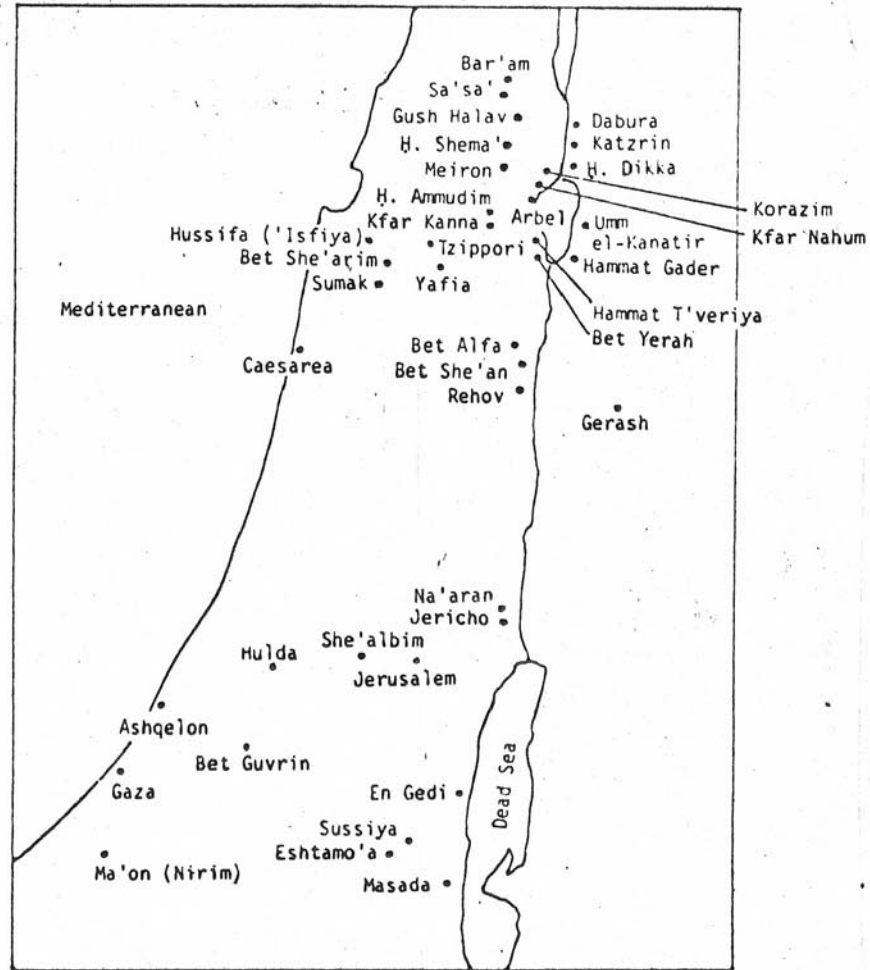 Bar'am
Sa'sa'
Gush Halav
Dabura
Ḥ. Shema'
Katzrin
Meiron
Ḥ. Dikka
Ḥ. Ammudim
Korazim
Kfar Kanna
Arbel
Umm
el-Kanatir
Kfar Nahum
Hussifa ('Isfiya)
Tzippori
Bet She'arim
Hammat Gader
Sumak
Yafia
Mediterranean
Hammat T'veriya
Bet Yerah
Bet Alfa
Caesarea
Bet She'an
Rehov
Gerash
Na'aran
Jericho
She'albim
Hulda
Jerusalem
Ashqelon
Bet Guvrin
Gaza
En Gedi
Dead Sea
Sussiya
Eshtamo'a
Ma'on (Nirim)
Masada